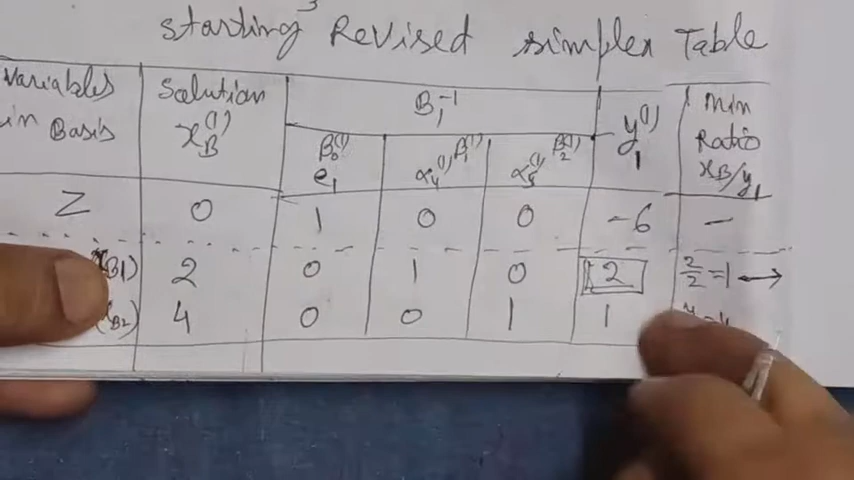 starting Revised simplex Table
Variables in Basis | Solution x_B^(1) | B_1^-1 | y_1^(1) | Min Ratio x_B/y_1
β_0^(1) e_1 | β_1^(1) α_4^(1) | β_2^(1) α_5^(1)
Z | 0 | 1 | 0 | 0 | -6 | -
x_B1) | 2 | 0 | 1 | 0 | 2 | 2/2 = 1 ⟷
(x_B2) | 4 | 0 | 0 | 1 | 1